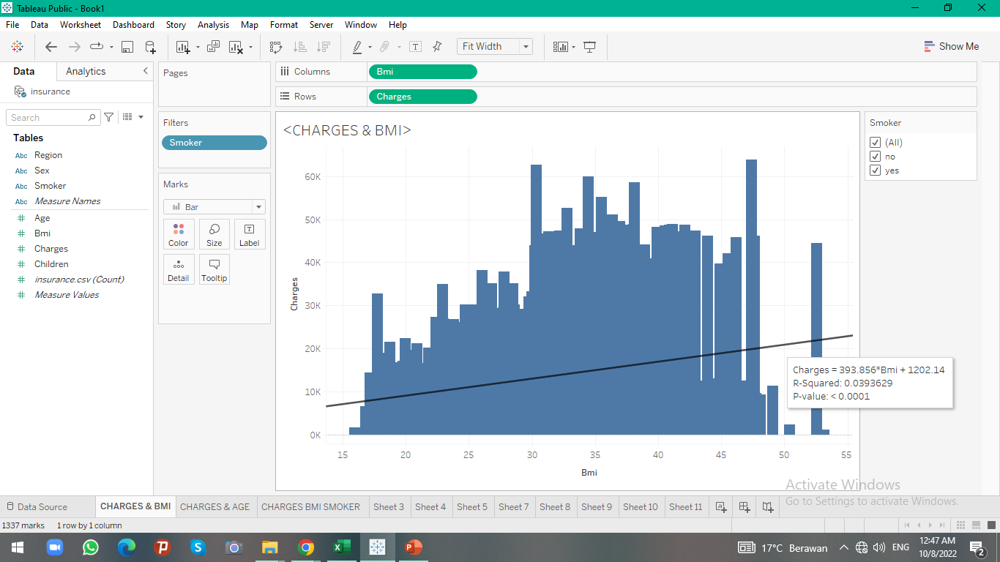 Tableau Public - Book1
File Data Worksheet Dashboard Story Analysis Map Format Server Window Help
Fit Width
Show Me
Data Analytics
insurance
Search
Tables
Abc Region
Abc Sex
Abc Smoker
Abc Measure Names
# Age
# Bmi
# Charges
# Children
# insurance.csv (Count)
# Measure Values
Pages
Filters
Smoker
Marks
Bar
Color Size Label
Detail Tooltip
Columns Bmi
Rows Charges
<CHARGES & BMI>
60K
50K
40K
30K
20K
10K
0K
Charges
15 20 25 30 35 40 45 50 55
Bmi
Charges = 393.856*Bmi + 1202.14
R-Squared: 0.0393629
P-value: < 0.0001
Smoker
(All)
no
yes
Activate Windows
Go to Settings to activate Windows.
Data Source CHARGES & BMI CHARGES & AGE CHARGES BMI SMOKER Sheet 3 Sheet 4 Sheet 5 Sheet 7 Sheet 8 Sheet 9 Sheet 10 Sheet 11
1337 marks 1 row by 1 column
17°C Berawan ENG
12:47 AM
10/8/2022
2